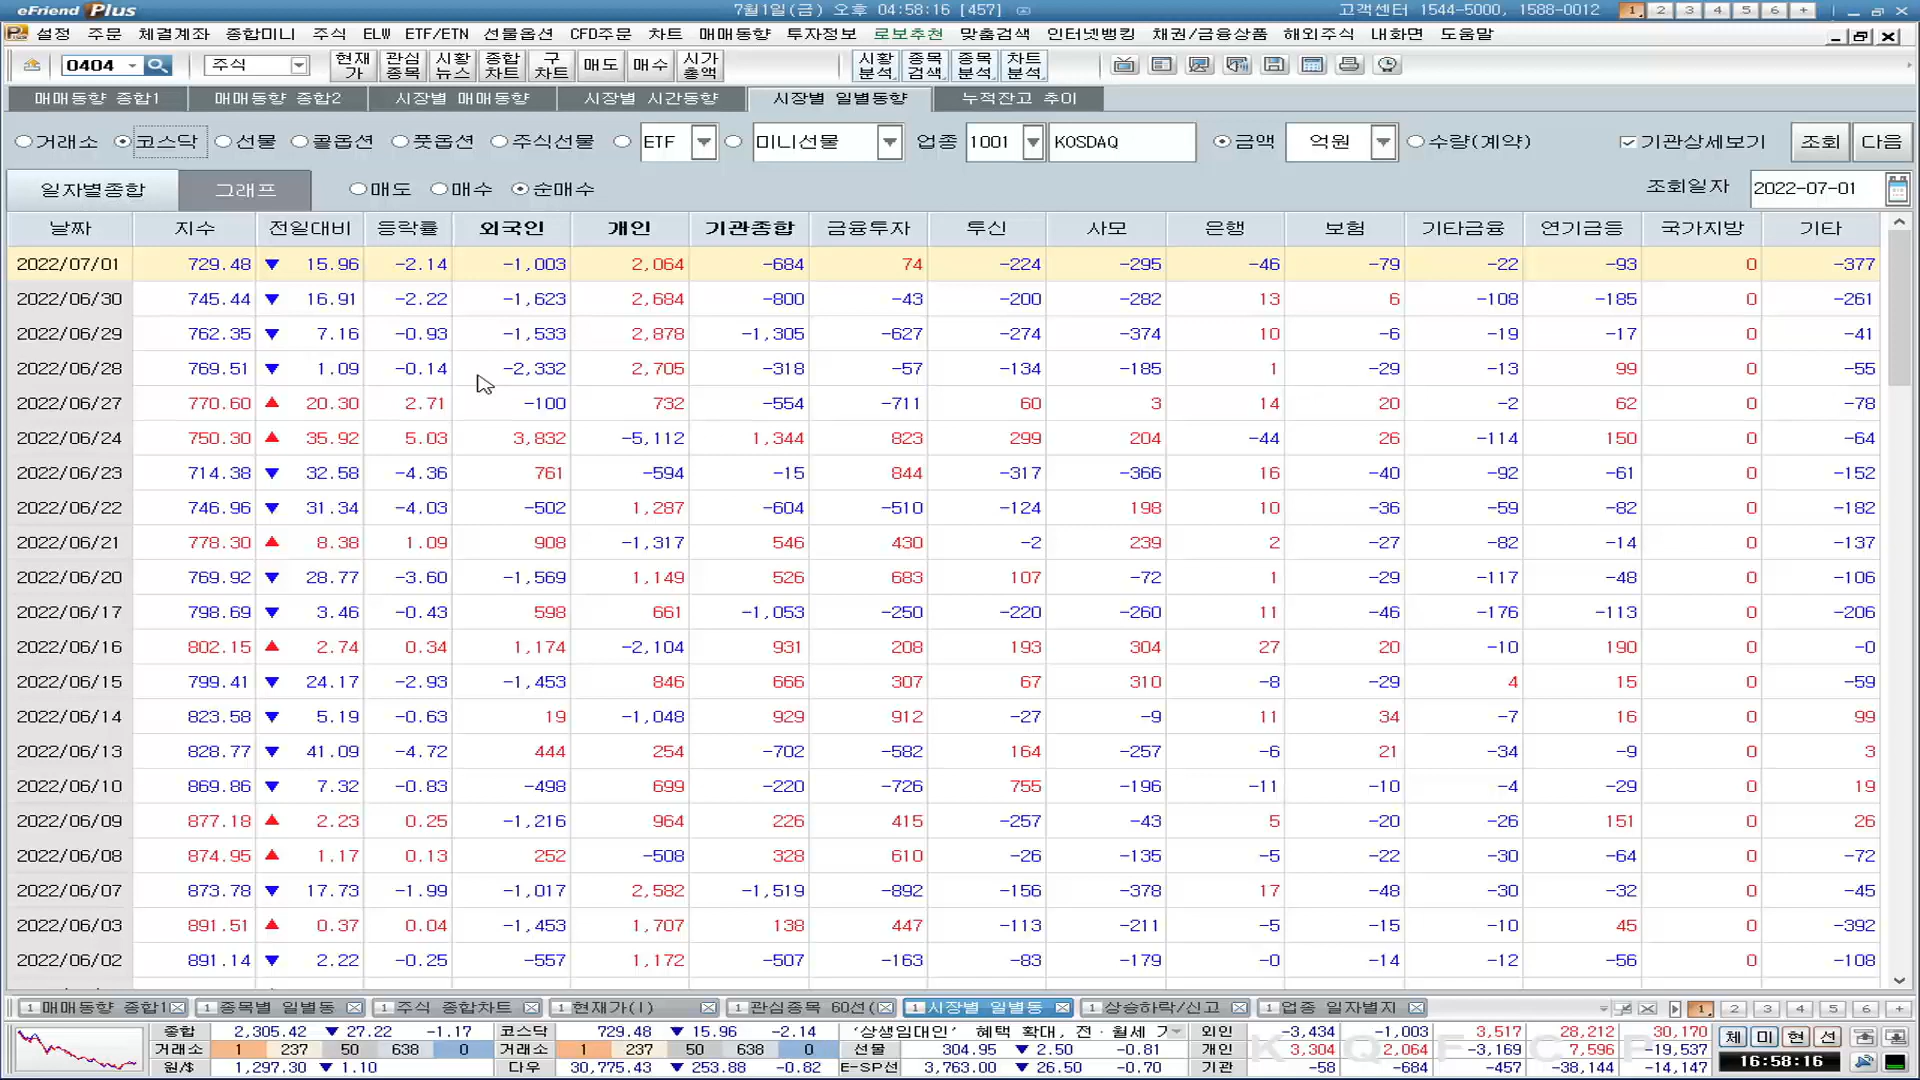 eFriend Plus 7월1일(금) 오후 04:58:16 [457] 고객센터 1544-5000, 1588-0012 1 2 3 4 5 6 +
설정 주문 체결계좌 종합미니 주식 ELW ETF/ETN 선물옵션 CFD주문 차트 매매동향 투자정보 로보추천 맞춤검색 인터넷뱅킹 채권/금융상품 해외주식 내화면 도움말
0404 주식 현재가 관심종목 시황뉴스 종합차트 구차트 매도 매수 시가총액 시황분석 종목검색 종목분석 차트분석
매매동향 종합1 매매동향 종합2 시장별 매매동향 시장별 시간동향 시장별 일별동향 누적잔고 추이
거래소 코스닥 선물 콜옵션 풋옵션 주식선물 ETF 미니선물 업종 1001 KOSDAQ 금액 억원 수량(계약) 기관상세보기 조회 다음
일자별종합 그래프 매도 매수 순매수 조회일자 2022-07-01
날짜 지수 전일대비 등락률 외국인 개인 기관종합 금융투자 투신 사모 은행 보험 기타금융 연기금등 국가지방 기타
2022/07/01 729.48 ▼ 15.96 -2.14 -1,003 2,064 -684 74 -224 -295 -46 -79 -22 -93 0 -377
2022/06/30 745.44 ▼ 16.91 -2.22 -1,623 2,684 -800 -43 -200 -282 13 6 -108 -185 0 -261
2022/06/29 762.35 ▼ 7.16 -0.93 -1,533 2,878 -1,305 -627 -274 -374 10 -6 -19 -17 0 -41
2022/06/28 769.51 ▼ 1.09 -0.14 -2,332 2,705 -318 -57 -134 -185 1 -29 -13 99 0 -55
2022/06/27 770.60 ▲ 20.30 2.71 -100 732 -554 -711 60 3 14 20 -2 62 0 -78
2022/06/24 750.30 ▲ 35.92 5.03 3,832 -5,112 1,344 823 299 204 -44 26 -114 150 0 -64
2022/06/23 714.38 ▼ 32.58 -4.36 761 -594 -15 844 -317 -366 16 -40 -92 -61 0 -152
2022/06/22 746.96 ▼ 31.34 -4.03 -502 1,287 -604 -510 -124 198 10 -36 -59 -82 0 -182
2022/06/21 778.30 ▲ 8.38 1.09 908 -1,317 546 430 -2 239 2 -27 -82 -14 0 -137
2022/06/20 769.92 ▼ 28.77 -3.60 -1,569 1,149 526 683 107 -72 1 -29 -117 -48 0 -106
2022/06/17 798.69 ▼ 3.46 -0.43 598 661 -1,053 -250 -220 -260 11 -46 -176 -113 0 -206
2022/06/16 802.15 ▲ 2.74 0.34 1,174 -2,104 931 208 193 304 27 20 -10 190 0 -0
2022/06/15 799.41 ▼ 24.17 -2.93 -1,453 846 666 307 67 310 -8 -29 4 15 0 -59
2022/06/14 823.58 ▼ 5.19 -0.63 19 -1,048 929 912 -27 -9 11 34 -7 16 0 99
2022/06/13 828.77 ▼ 41.09 -4.72 444 254 -702 -582 164 -257 -6 21 -34 -9 0 3
2022/06/10 869.86 ▼ 7.32 -0.83 -498 699 -220 -726 755 -196 -11 -10 -4 -29 0 19
2022/06/09 877.18 ▲ 2.23 0.25 -1,216 964 226 415 -257 -43 5 -20 -26 151 0 26
2022/06/08 874.95 ▲ 1.17 0.13 252 -508 328 610 -26 -135 -5 -22 -30 -64 0 -72
2022/06/07 873.78 ▼ 17.73 -1.99 -1,017 2,582 -1,519 -892 -156 -378 17 -48 -30 -32 0 -45
2022/06/03 891.51 ▲ 0.37 0.04 -1,453 1,707 138 447 -113 -211 -5 -15 -10 45 0 -392
2022/06/02 891.14 ▼ 2.22 -0.25 -557 1,172 -507 -163 -83 -179 -0 -14 -12 -56 0 -108
1 매매동향 종합1 1 종목별 일별동 1 주식 종합차트 1 현재가(I) 1 관심종목 60선( 1 시장별 일별동 1 상승하락/신고 1 업종 일자별지 1 2 3 4 5 6 +
종합 2,305.42 ▼ 27.22 -1.17 코스닥 729.48 ▼ 15.96 -2.14 '상생임대인' 혜택 확대, 전·월세 외인 -3,434 -1,003 3,517 28,212 30,170 체 미 현 선
거래소 1 237 50 638 0 거래소 1 237 50 638 0 선물 304.95 ▼ 2.50 -0.81 개인 3,304 2,064 -3,169 7,596 -19,537 K Q F C P
원/$ 1,297.30 ▼ 1.10 다우 30,775.43 ▼ 253.88 -0.82 E-SP선 3,763.00 ▼ 26.50 -0.70 기관 -58 -684 -457 -38,144 -14,147 16:58:16